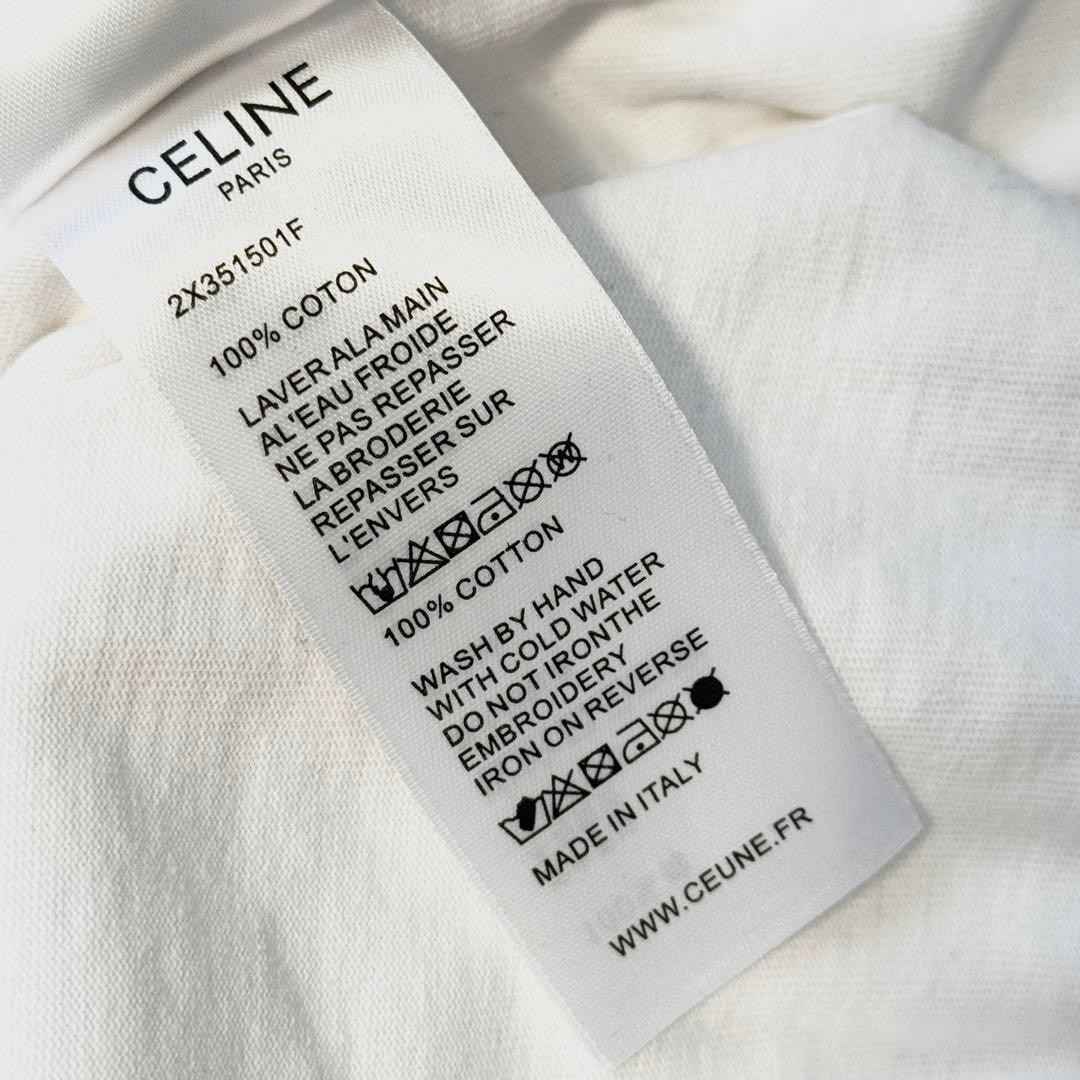 CELINE
PARIS
2X351501F
100% COTON
LAVER ALA MAIN
AL'EAU FROIDE
NE PAS REPASSER
LA BRODERIE
REPASSER SUR
L'ENVERS
W
100% COTTON
WASH BY HAND
WITH COLD WATER
DO NOT IRONTHE
EMBROIDERY
IRON ON REVERSE
MADE IN ITALY
WWW.CEUNE.FR